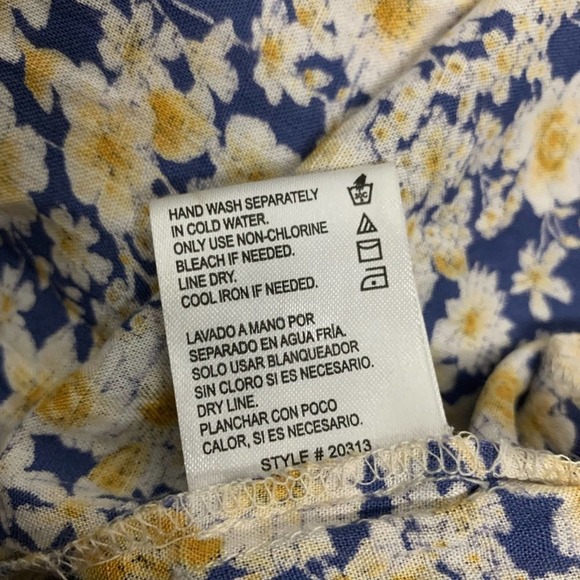 HAND WASH SEPARATELY
IN COLD WATER.
ONLY USE NON-CHLORINE
BLEACH IF NEEDED.
LINE DRY.
COOL IRON IF NEEDED.
LAVADO A MANO POR
SEPARADO EN AGUA FRÍA.
SOLO USAR BLANQUEADOR
SIN CLORO SI ES NECESARIO.
DRY LINE.
PLANCHAR CON POCO
CALOR, SI ES NECESARIO.
STYLE # 20313